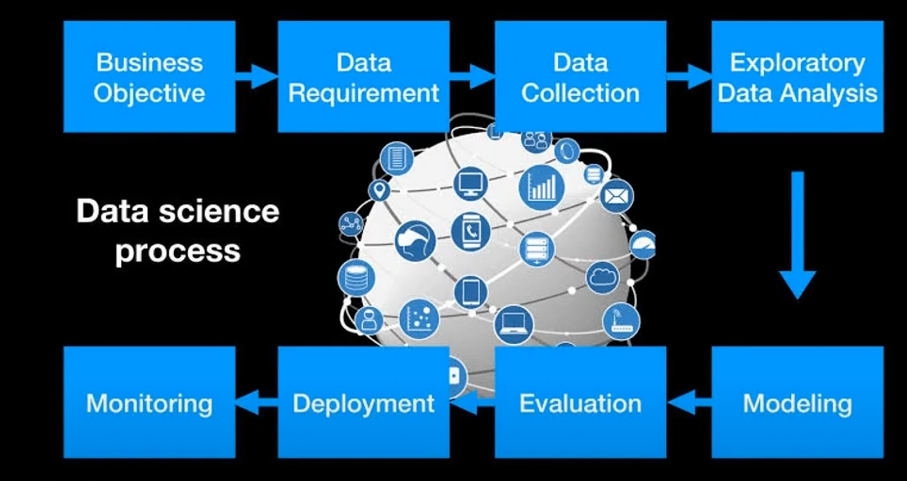 Business
Objective
Data
Requirement
Data
Collection
Exploratory
Data Analysis
Data science
process
Monitoring
Deployment
Evaluation
Modeling